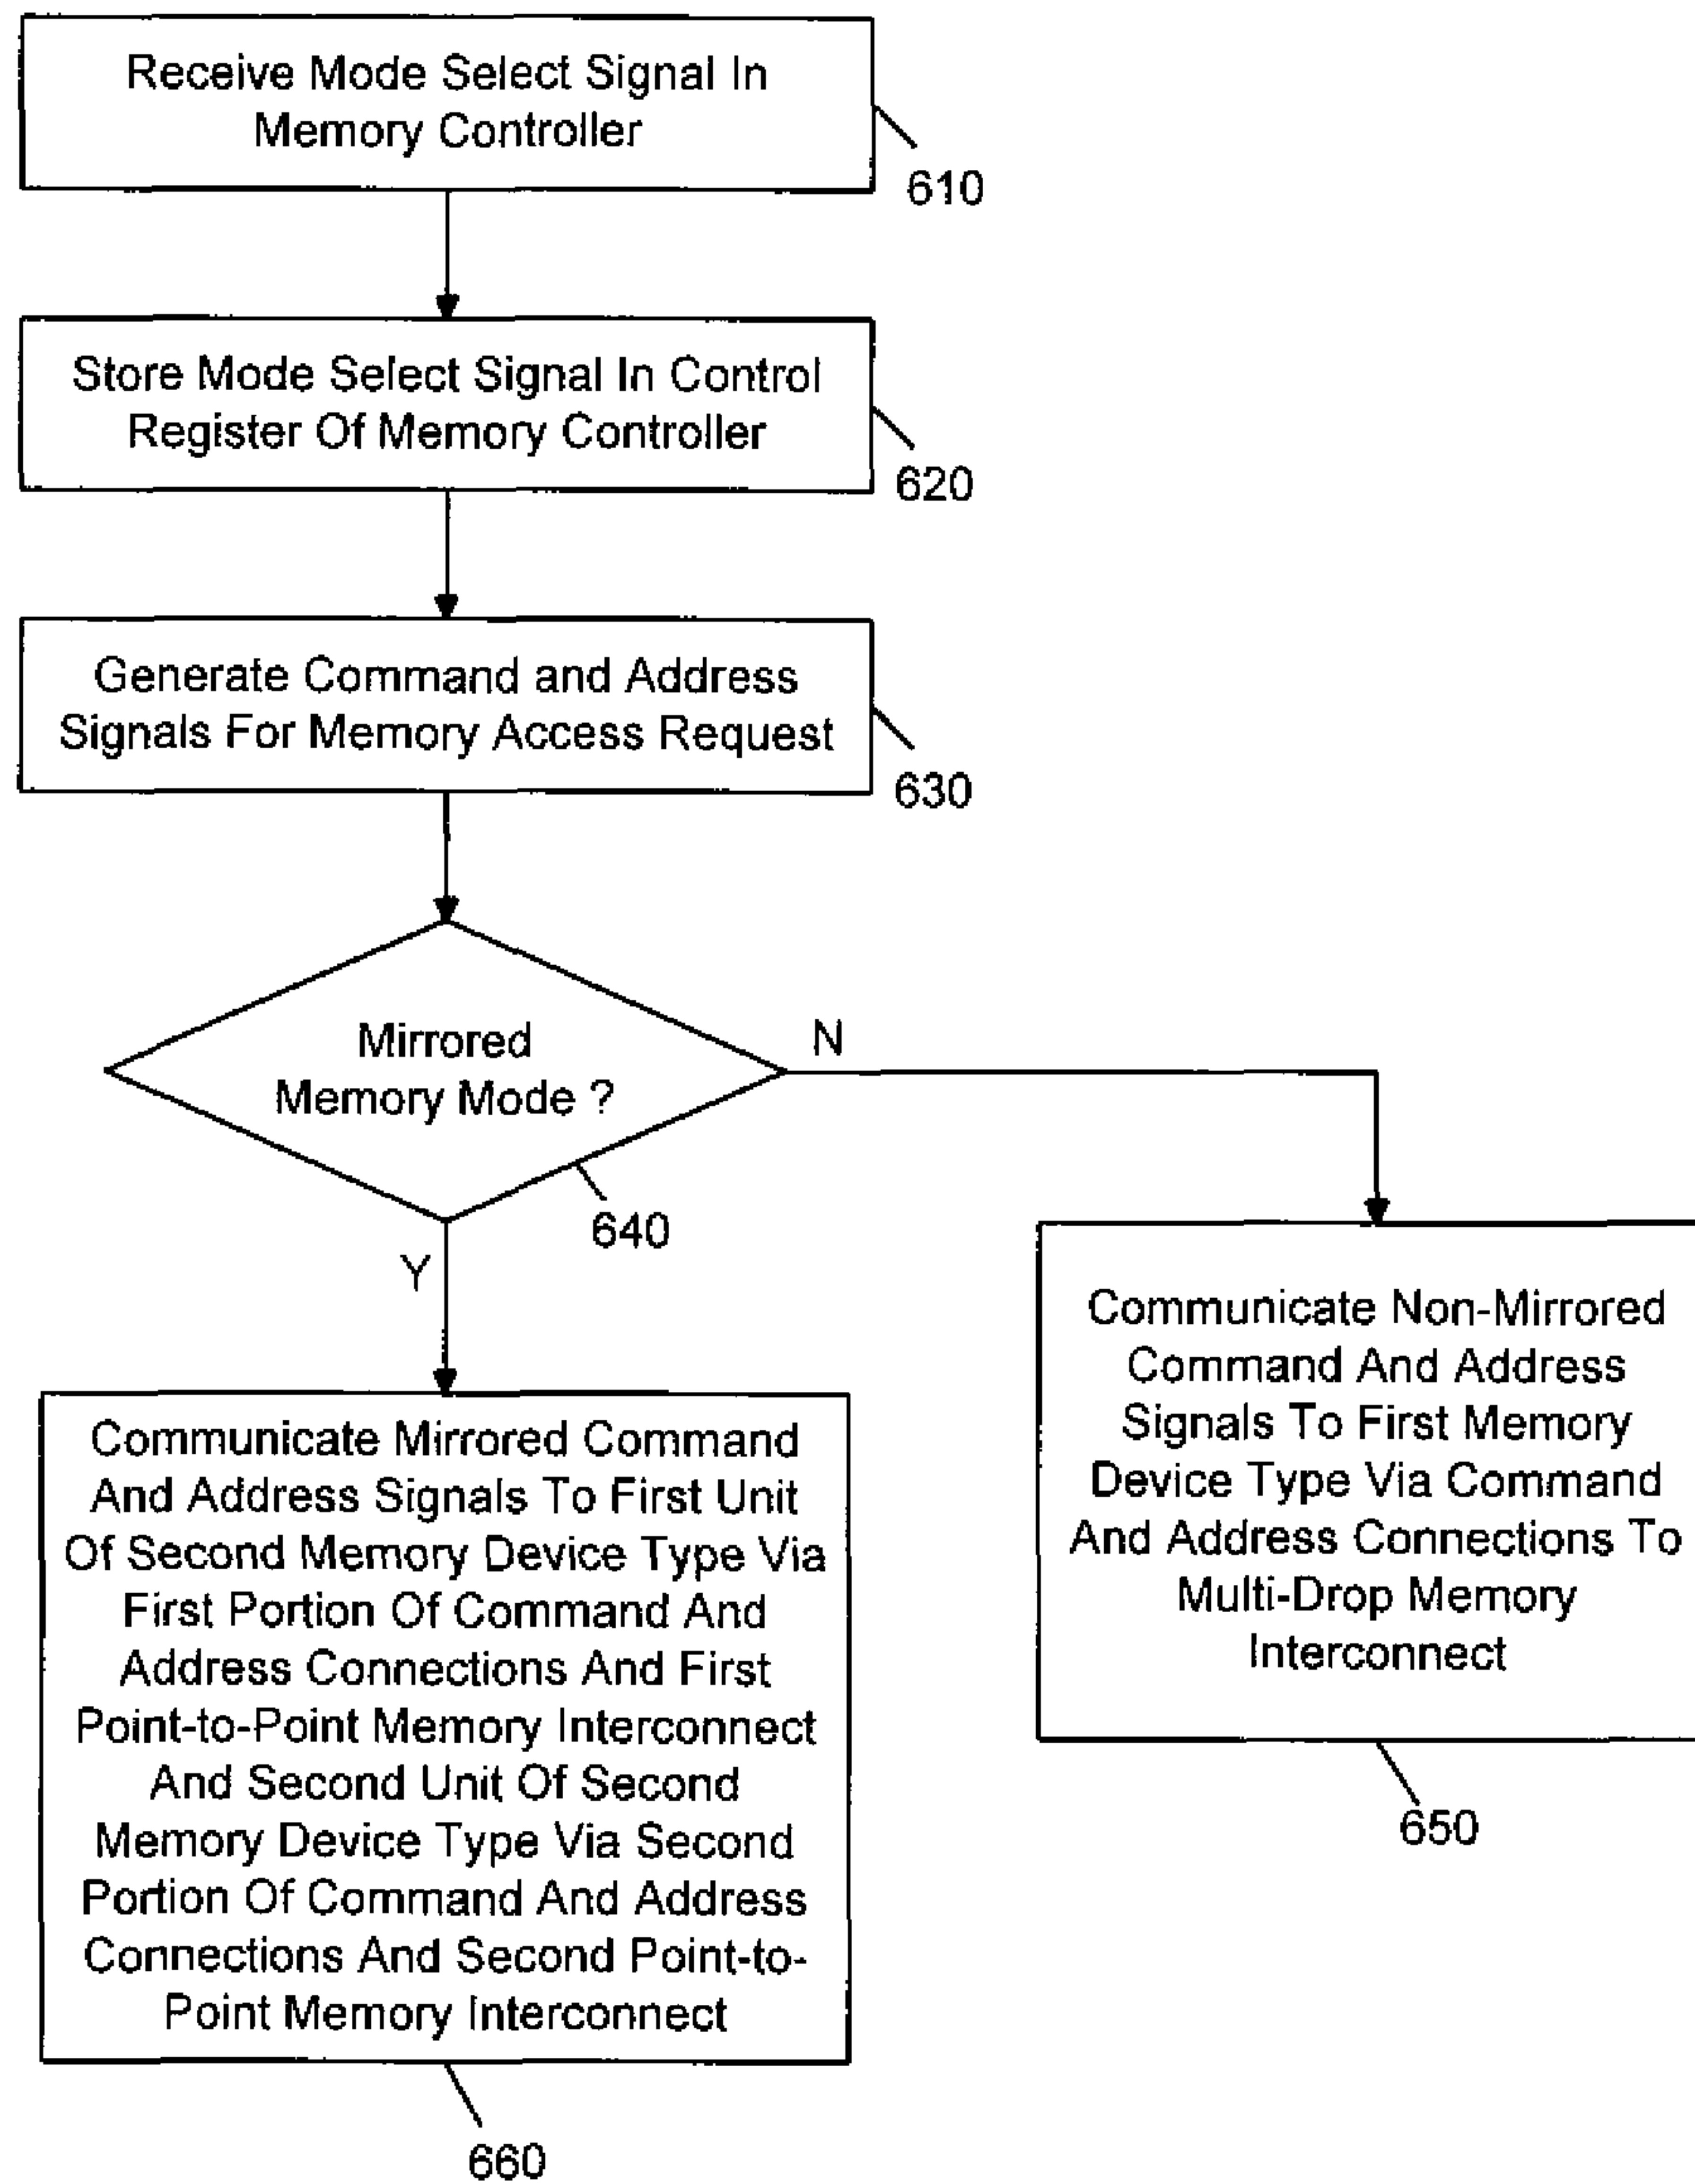 Receive Mode Select Signal In
Memory Controller
610
Store Mode Select Signal In Control
Register Of Memory Controller
620
Generate Command and Address
Signals For Memory Access Request
630
Mirrored
Memory Mode ?
N
640
Y
Communicate Non-Mirrored
Command And Address
Signals To First Memory
Device Type Via Command
And Address Connections To
Multi-Drop Memory
Interconnect
650
Communicate Mirrored Command
And Address Signals To First Unit
Of Second Memory Device Type Via
First Portion Of Command And
Address Connections And First
Point-to-Point Memory Interconnect
And Second Unit Of Second
Memory Device Type Via Second
Portion Of Command And Address
Connections And Second Point-to-
Point Memory Interconnect
660